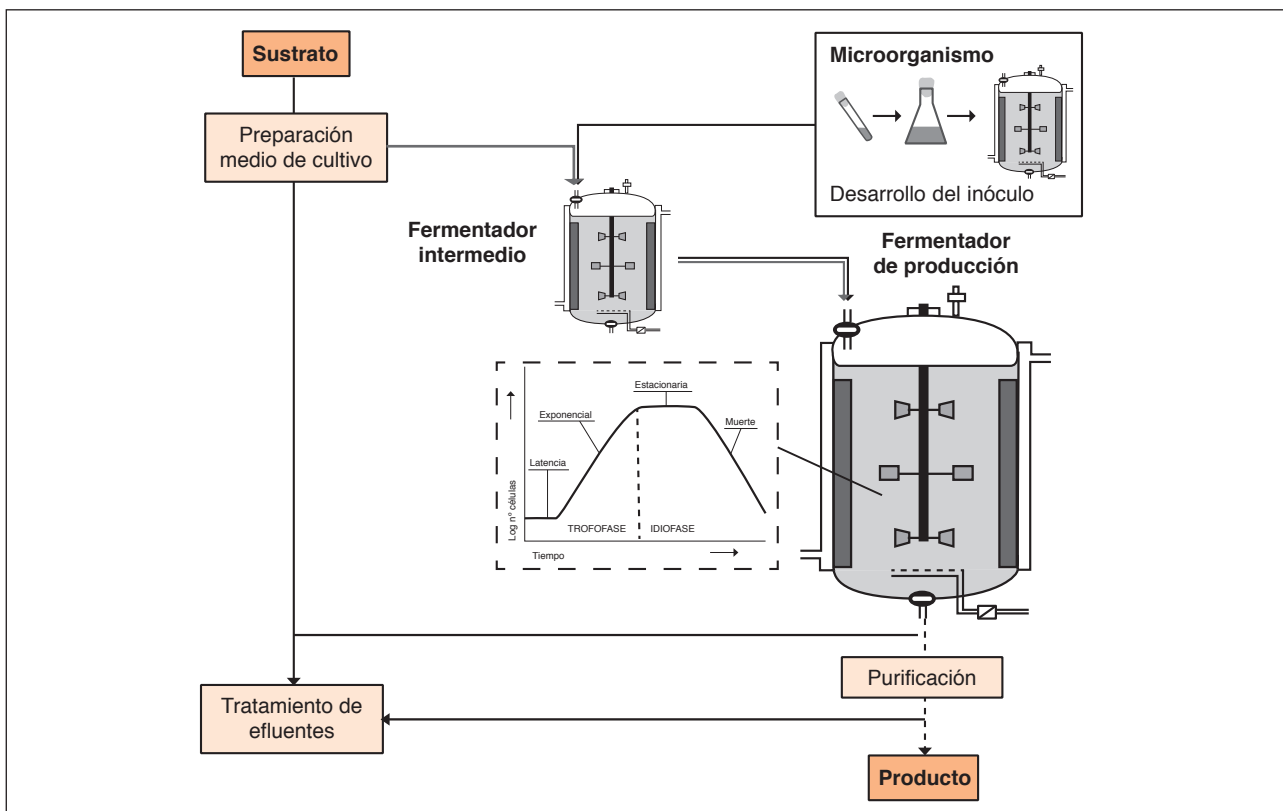 Sustrato
Preparación
medio de cultivo
Microorganismo
Desarrollo del inóculo
Fermentador
intermedio
Fermentador
de producción
Estacionaria
Exponencial
Muerte
Latencia
Log nº células
TROFOFASE
IDIOFASE
Tiempo
Purificación
Tratamiento de
efluentes
Producto